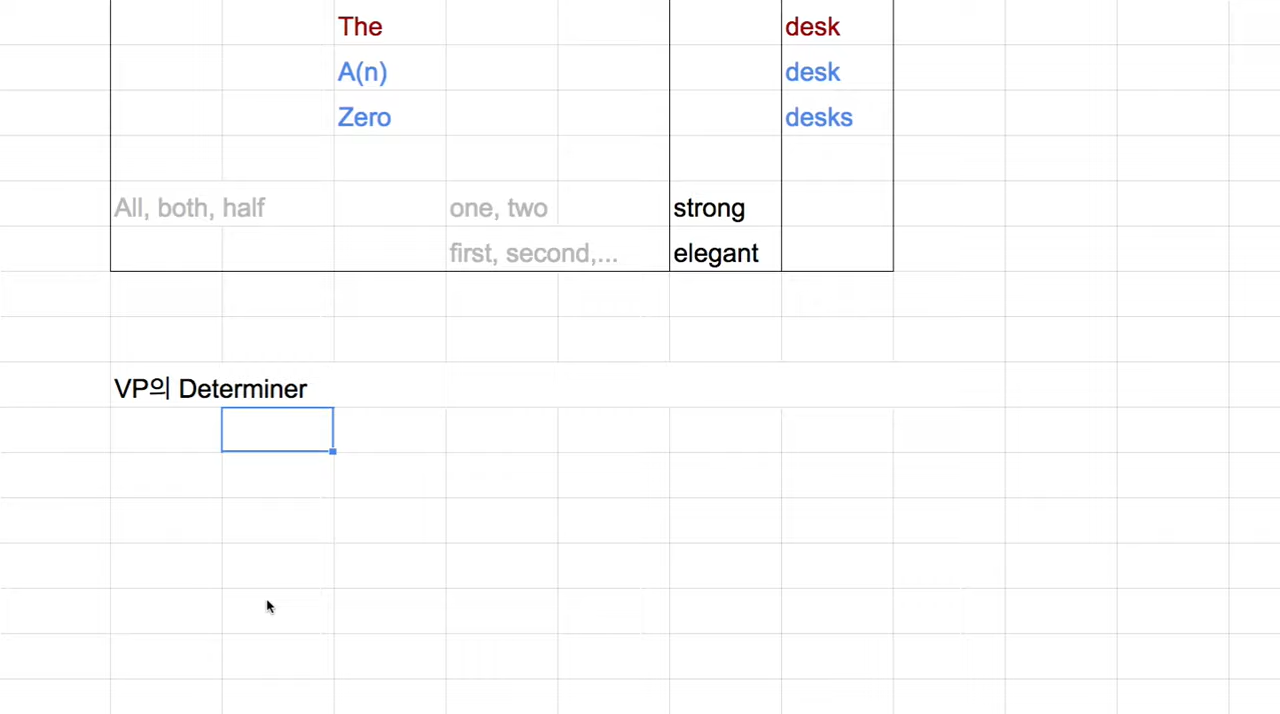 The desk
A(n) desk
Zero desks
All, both, half one, two strong
first, second,... elegant
VP의 Determiner